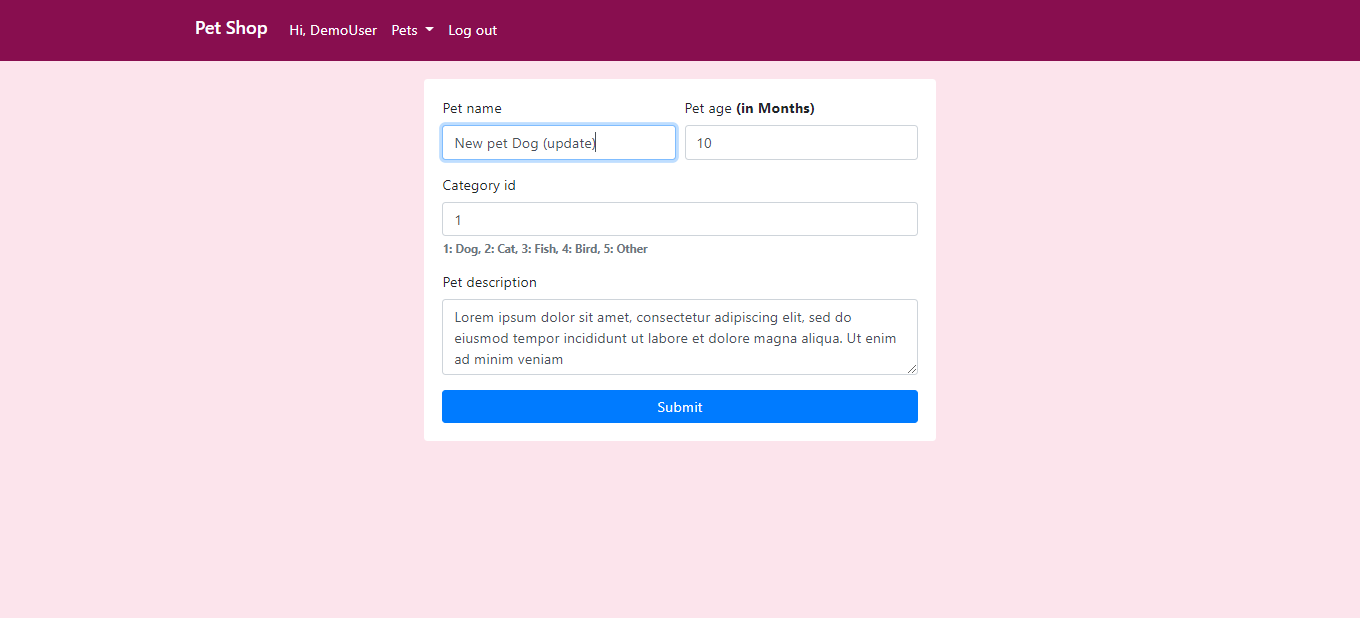 Pet Shop Hi, DemoUser Pets Log out
Pet name Pet age (in Months)
New pet Dog (update) 10
Category id
1
1: Dog, 2: Cat, 3: Fish, 4: Bird, 5: Other
Pet description
Lorem ipsum dolor sit amet, consectetur adipiscing elit, sed do
eiusmod tempor incididunt ut labore et dolore magna aliqua. Ut enim
ad minim veniam
Submit